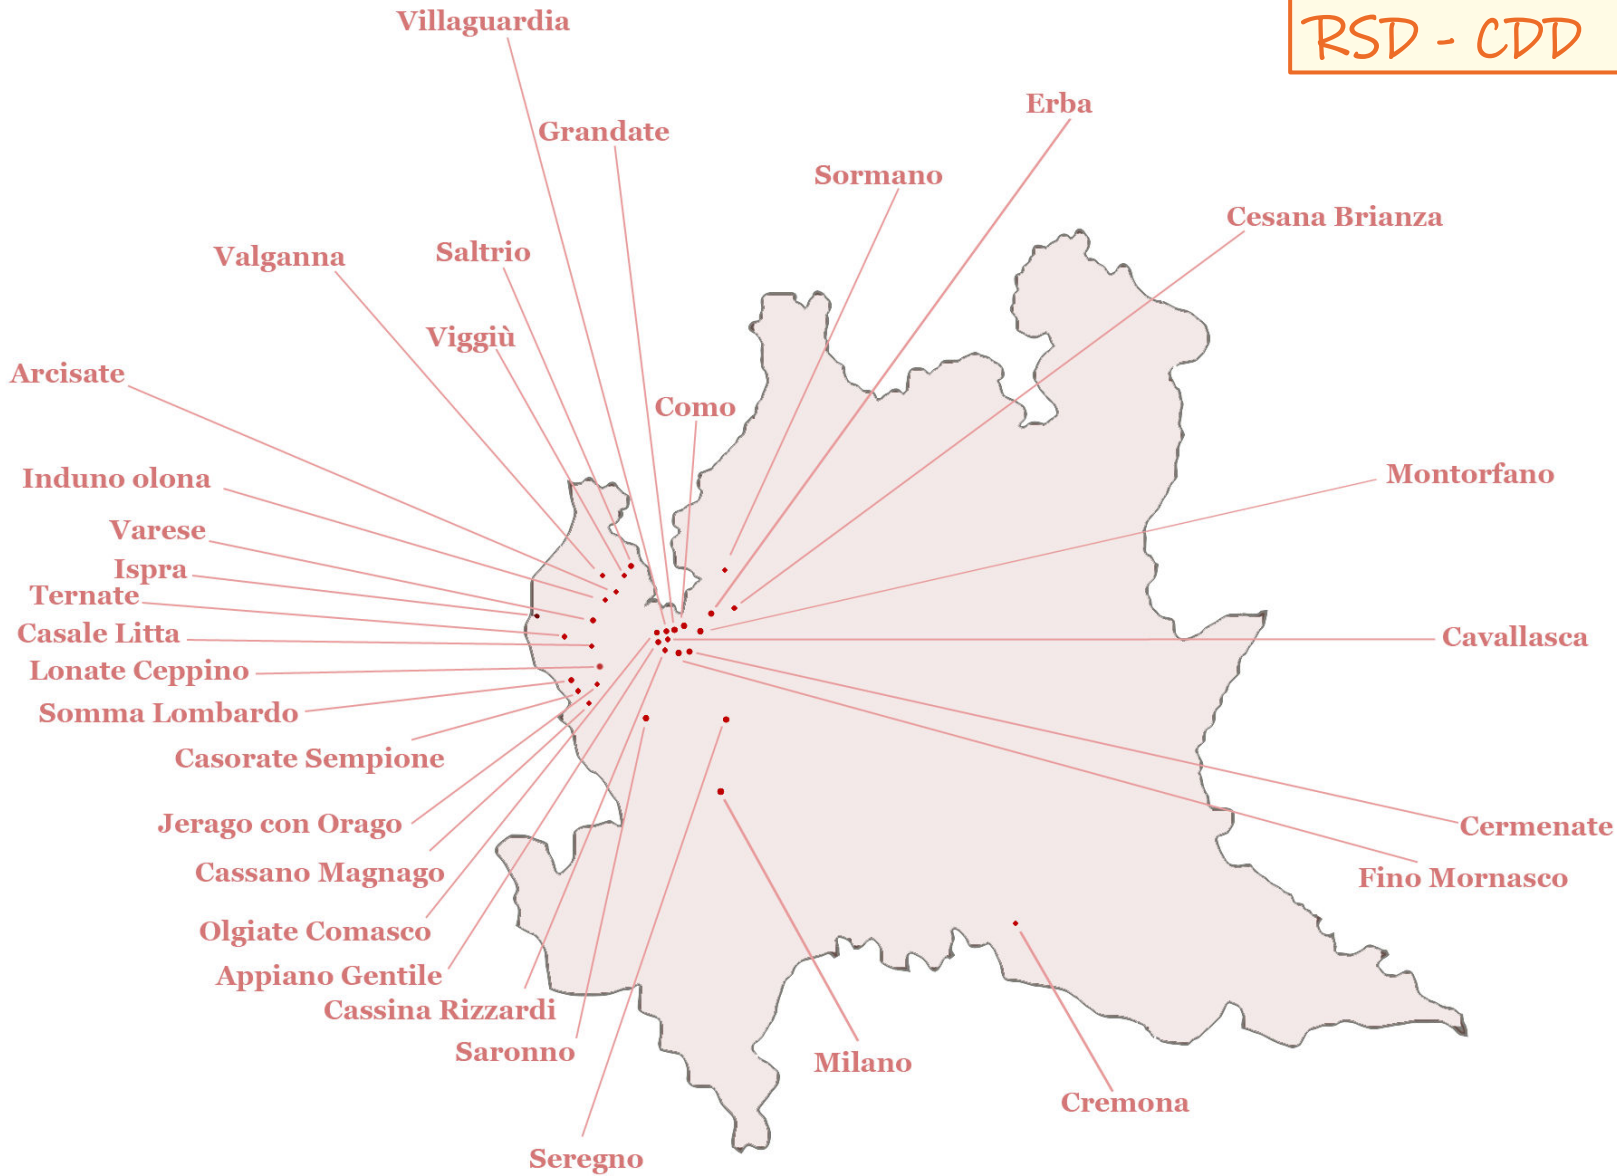 RSD - CDD
Villaguardia
Erba
Grandate
Sormano
Cesana Brianza
Saltrio
Valganna
Viggiù
Arcisate
Como
Montorfano
Induno olona
Varese
Ispra
Ternate
Casale Litta
Cavallasca
Lonate Ceppino
Somma Lombardo
Casorate Sempione
Jerago con Orago
Cermenate
Cassano Magnago
Fino Mornasco
Olgiate Comasco
Appiano Gentile
Cassina Rizzardi
Saronno
Milano
Cremona
Seregno